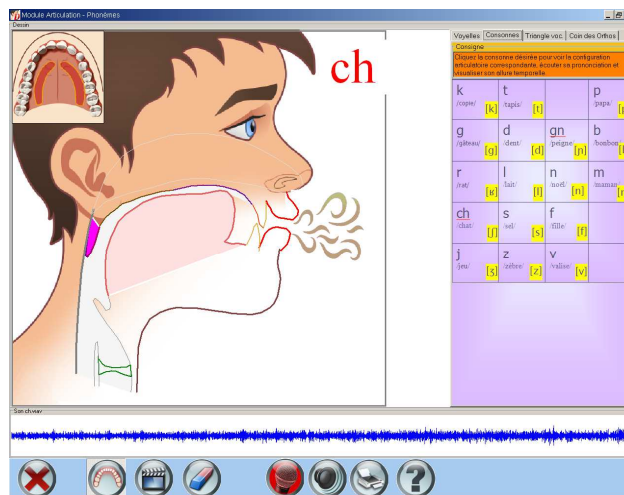 Module Articulation - Phonèmes
Dessin
ch
Voyelles Consonnes Triangle voc. Coin des Orthos
Consigne
Cliquez la consonne désirée pour voir la configuration
articulatoire correspondante, écouter sa prononciation et
visualiser son allure temporelle.
k t p
/copie/ [k] /tapis/ [t] /papa/
g d gn b
/gâteau/ [g] /dent/ [d] /peigne/ [ɲ] /bonbon/
r l n m
/rat/ [ʁ] /lait/ [l] /noël/ [n] /maman/
ch s f
/chat/ [ʃ] /sel/ [s] /fille/ [f]
j z v
/jeu/ [ʒ] /zèbre/ [z] /valise/ [v]
Son ch.wav
?